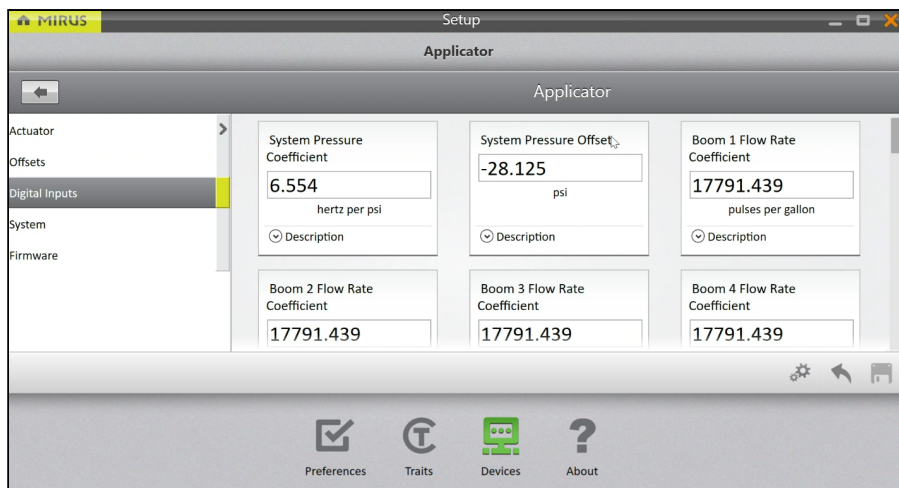 MIRUS
Setup
Applicator
Applicator
Actuator
Offsets
Digital Inputs
System
Firmware
System Pressure
Coefficient
6.554
hertz per psi
Description
System Pressure Offset
-28.125
psi
Description
Boom 1 Flow Rate
Coefficient
17791.439
pulses per gallon
Description
Boom 2 Flow Rate
Coefficient
17791.439
Boom 3 Flow Rate
Coefficient
17791.439
Boom 4 Flow Rate
Coefficient
17791.439
Preferences
Traits
Devices
About